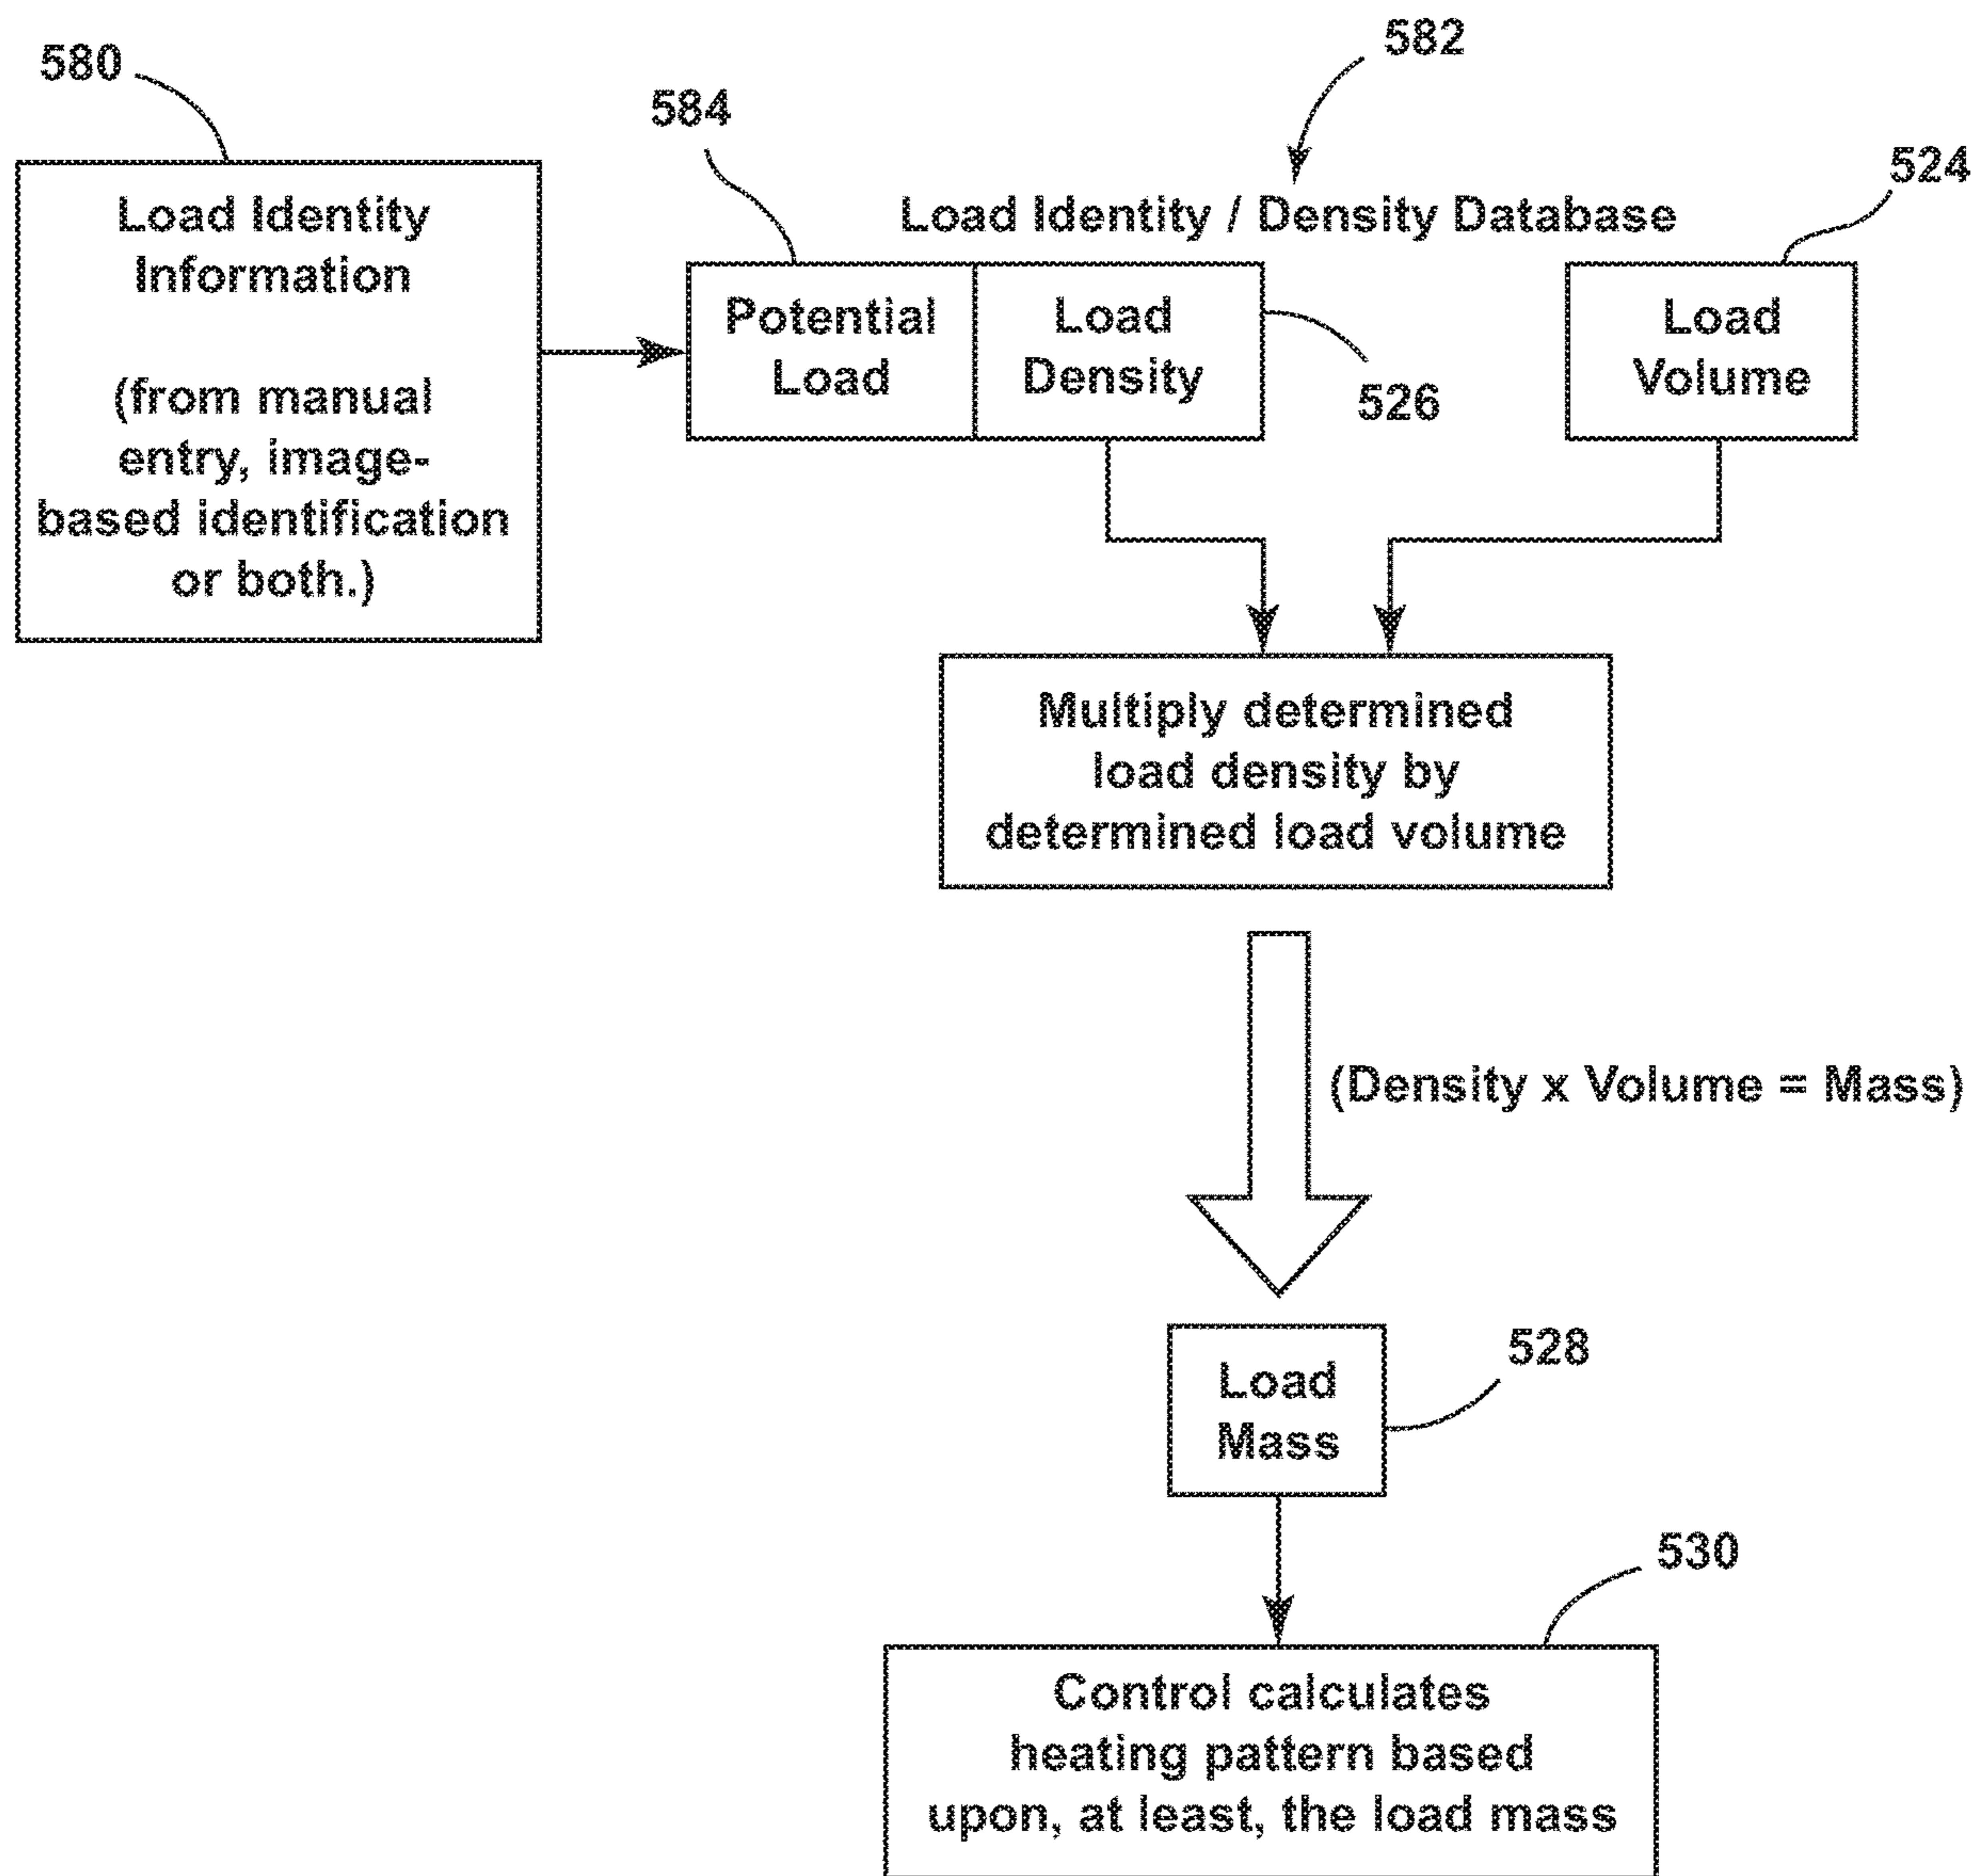 580
582
584
524
Load Identity
Information
(from manual
entry, image-
based identification
or both.)
Load Identity / Density Database
Potential
Load
Load
Density
526
Load
Volume
Multiply determined
load density by
determined load volume
(Density x Volume = Mass)
Load
Mass
528
530
Control calculates
heating pattern based
upon, at least, the load mass